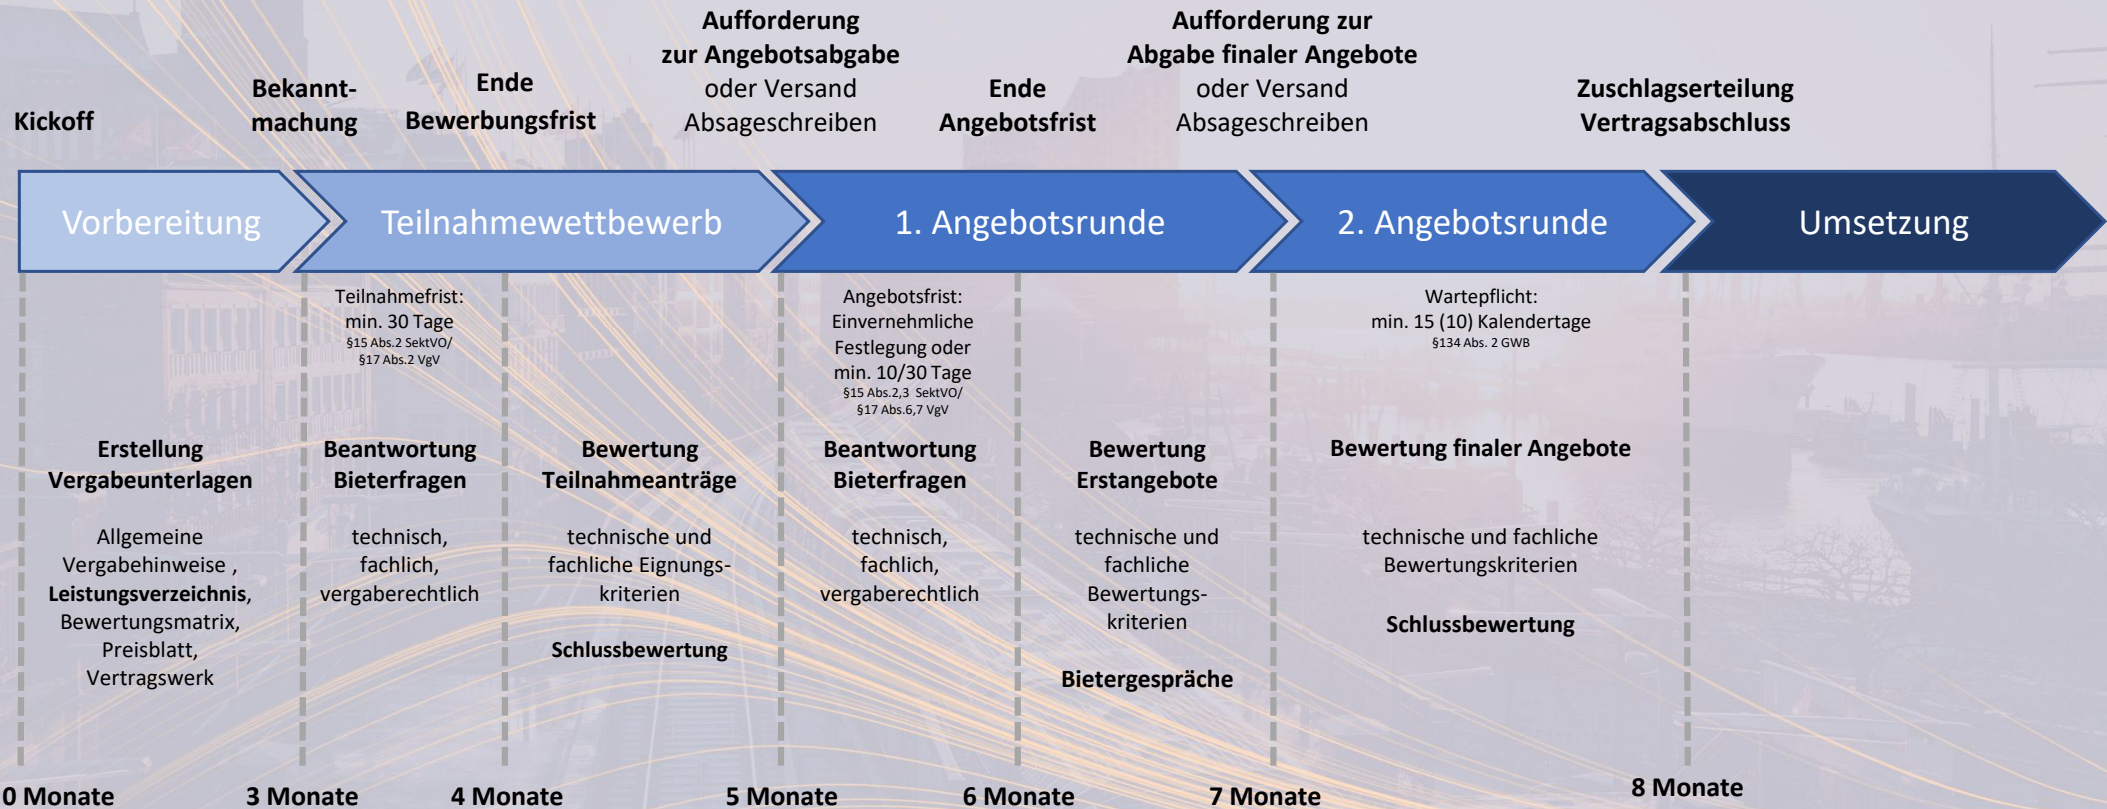 Kickoff
Bekannt-
machung
Ende
Bewerbungsfrist
Aufforderung
zur Angebotsabgabe
oder Versand
Absageschreiben
Ende
Angebotsfrist
Aufforderung zur
Abgabe finaler Angebote
oder Versand
Absageschreiben
Zuschlagserteilung
Vertragsabschluss
Vorbereitung
Teilnahmewettbewerb
1. Angebotsrunde
2. Angebotsrunde
Umsetzung
Teilnahmefrist:
min. 30 Tage
§15 Abs.2 SektVO/
§17 Abs.2 VgV
Angebotsfrist:
Einvernehmliche
Festlegung oder
min. 10/30 Tage
§15 Abs.2,3 SektVO/
§17 Abs.6,7 VgV
Wartepflicht:
min. 15 (10) Kalendertage
§134 Abs. 2 GWB
Erstellung
Vergabeunterlagen
Allgemeine
Vergabehinweise ,
Leistungsverzeichnis,
Bewertungsmatrix,
Preisblatt,
Vertragswerk
Beantwortung
Bieterfragen
technisch,
fachlich,
vergaberechtlich
Bewertung
Teilnahmeanträge
technische und
fachliche Eignungs-
kriterien
Schlussbewertung
Beantwortung
Bieterfragen
technisch,
fachlich,
vergaberechtlich
Bewertung
Erstangebote
technische und
fachliche
Bewertungs-
kriterien
Bietergespräche
Bewertung finaler Angebote
technische und fachliche
Bewertungskriterien
Schlussbewertung
0 Monate
3 Monate
4 Monate
5 Monate
6 Monate
7 Monate
8 Monate